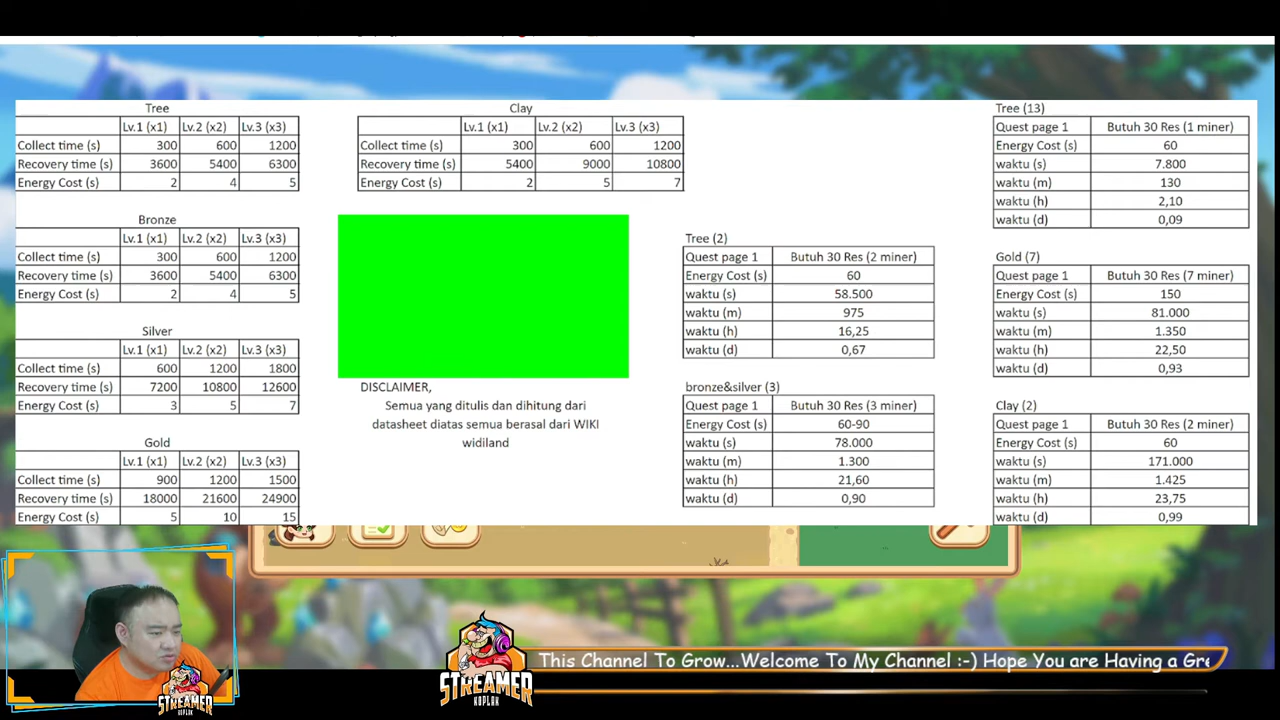 Tree
Lv.1 (x1) Lv.2 (x2) Lv.3 (x3)
Collect time (s) 300 600 1200
Recovery time (s) 3600 5400 6300
Energy Cost (s) 2 4 5
Bronze
Lv.1 (x1) Lv.2 (x2) Lv.3 (x3)
Collect time (s) 300 600 1200
Recovery time (s) 3600 5400 6300
Energy Cost (s) 2 4 5
Silver
Lv.1 (x1) Lv.2 (x2) Lv.3 (x3)
Collect time (s) 600 1200 1800
Recovery time (s) 7200 10800 12600
Energy Cost (s) 3 5 7
Gold
Lv.1 (x1) Lv.2 (x2) Lv.3 (x3)
Collect time (s) 900 1200 1500
Recovery time (s) 18000 21600 24900
Energy Cost (s) 5 10 15
Clay
Lv.1 (x1) Lv.2 (x2) Lv.3 (x3)
Collect time (s) 300 600 1200
Recovery time (s) 5400 9000 10800
Energy Cost (s) 2 5 7
DISCLAIMER,
Semua yang ditulis dan dihitung dari
datasheet diatas semua berasal dari WIKI
widiland
Tree (2)
Quest page 1 Butuh 30 Res (2 miner)
Energy Cost (s) 60
waktu (s) 58.500
waktu (m) 975
waktu (h) 16,25
waktu (d) 0,67
bronze&silver (3)
Quest page 1 Butuh 30 Res (3 miner)
Energy Cost (s) 60-90
waktu (s) 78.000
waktu (m) 1.300
waktu (h) 21,60
waktu (d) 0,90
Tree (13)
Quest page 1 Butuh 30 Res (1 miner)
Energy Cost (s) 60
waktu (s) 7.800
waktu (m) 130
waktu (h) 2,10
waktu (d) 0,09
Gold (7)
Quest page 1 Butuh 30 Res (7 miner)
Energy Cost (s) 150
waktu (s) 81.000
waktu (m) 1.350
waktu (h) 22,50
waktu (d) 0,93
Clay (2)
Quest page 1 Butuh 30 Res (2 miner)
Energy Cost (s) 60
waktu (s) 171.000
waktu (m) 1.425
waktu (h) 23,75
waktu (d) 0,99
STREAMER
KOPLAK
STREAMER
KOPLAK
This Channel To Grow...Welcome To My Channel :-) Hope You are Having a Gre